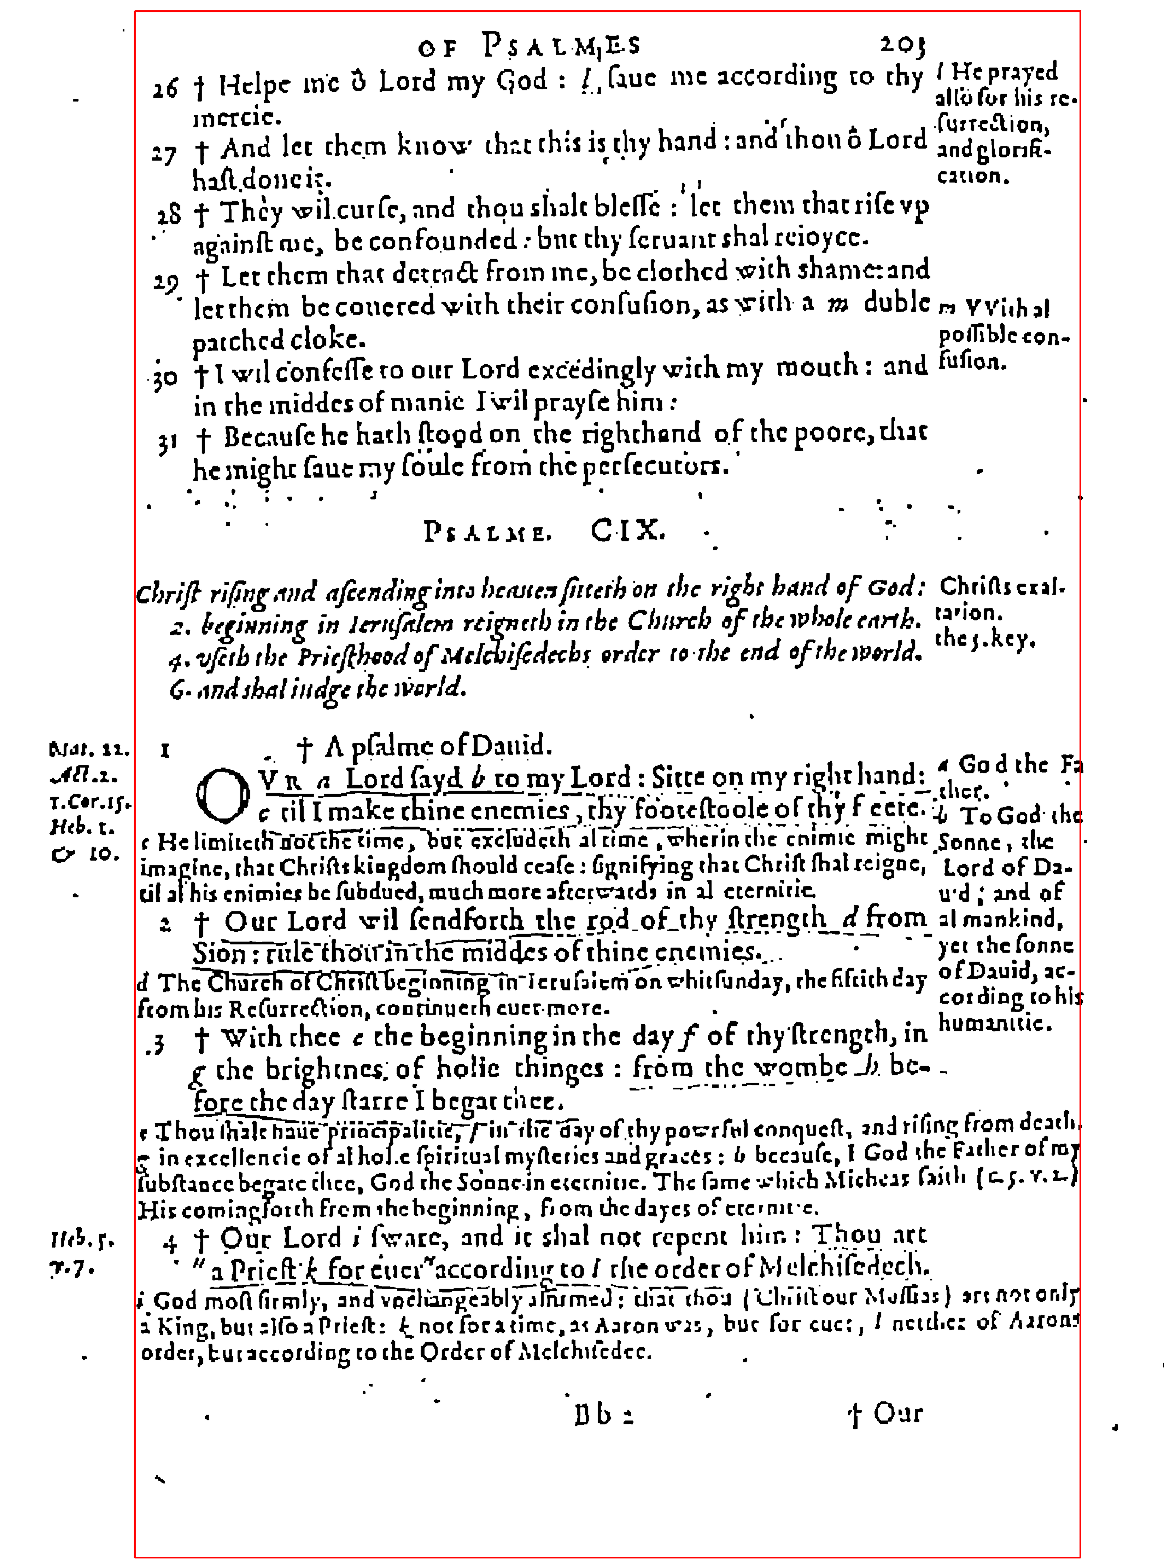 OF PSALMES 203
26 † Helpe me ô Lord my God : l ſaue me according to thy
mercie.
l He prayed
alſo for his re-
ſurrection,
and glorifi-
cation.
27 † And let them know that this is thy hand : and thou ô Lord
haſt done it.
28 † They wil curſe, and thou shalt bleſſe : let them that riſe vp
againſt me, be confounded : but thy ſeruant shal reioyce.
29 † Let them that detract from me, be clothed with shame: and
let them be couered with their confuſion, as with a m duble
patched cloke.
m VVith al
poſſible con-
fuſion.
30 † I wil confeſſe to our Lord excedingly with my mouth : and
in the middes of manie I wil prayſe him :
31 † Becauſe he hath ſtood on the righthand of the poore, that
he might ſaue my ſoule from the perſecutors.
PSALME. CIX.
Chriſt riſing and aſcending into heauen ſitteth on the right hand of God:
2. beginning in Ieruſalem reigneth in the Church of the whole earth.
4. vſeth the Prieſthood of Melchiſedechs order to the end of the world.
6. and shal iudge the world.
Chriſts exal-
tation.
the 5. key.
Mat. 22.
Act. 2.
1. Cor. 15.
Heb. 1.
& 10.
1 † A pſalme of Dauid.
OVR a Lord ſayd b to my Lord : Sitte on my right hand:
c til I make thine enemies, thy footeſtoole of thy feete.
a God the Fa
ther.
b To God the
Sonne, the
Lord of Da-
uid ; and of
al mankind,
yet the ſonne
of Dauid, ac-
cording to his
humanitie.
c He limiteth not the time, but excludeth al time, wherin the enimie might
imagine, that Chriſts kingdom ſhould ceaſe : ſignifying that Chriſt ſhal reigne,
til al his enimies be ſubdued, much more afterwards in al eternitie.
2 † Our Lord wil ſendforth the rod of thy ſtrength d from
Sion : rule thou in the middes of thine enemies.
d The Church of Chriſt beginning in Ieruſalem on whitſunday, the fiftith day
from his Reſurrection, continueth euer more.
3 † With thee e the beginning in the day f of thy ſtrength, in
g the brightnes of holie thinges : from the wombe h be-
fore the day ſtarre I begat thee.
e Thou ſhalt haue principalitie, f in the day of thy powrful conqueſt, and riſing from death,
g in excellencie of al holie ſpiritual myſteries and graces : h becauſe, I God the Father of my
ſubſtance begate thee, God the Sonne in eternitie. The ſame which Micheas ſaith (c. 5. v. 2.)
His coming forth from the beginning, from the dayes of eternitie.
Heb. 5.
v. 7.
4 † Our Lord i ſware, and it shal not repent him : Thou art
" a Prieſt k for euer " according to l the order of Melchiſedech.
i God moſt firmly, and vnchangeably affirmed : that thou (Chriſt our Meſſias) art not only
a King, but alſo a Prieſt : k not for a time, as Aaron was, but for euer, l neither of Aarons
order, but according to the Order of Melchiſedec.
Bb 2 † Our